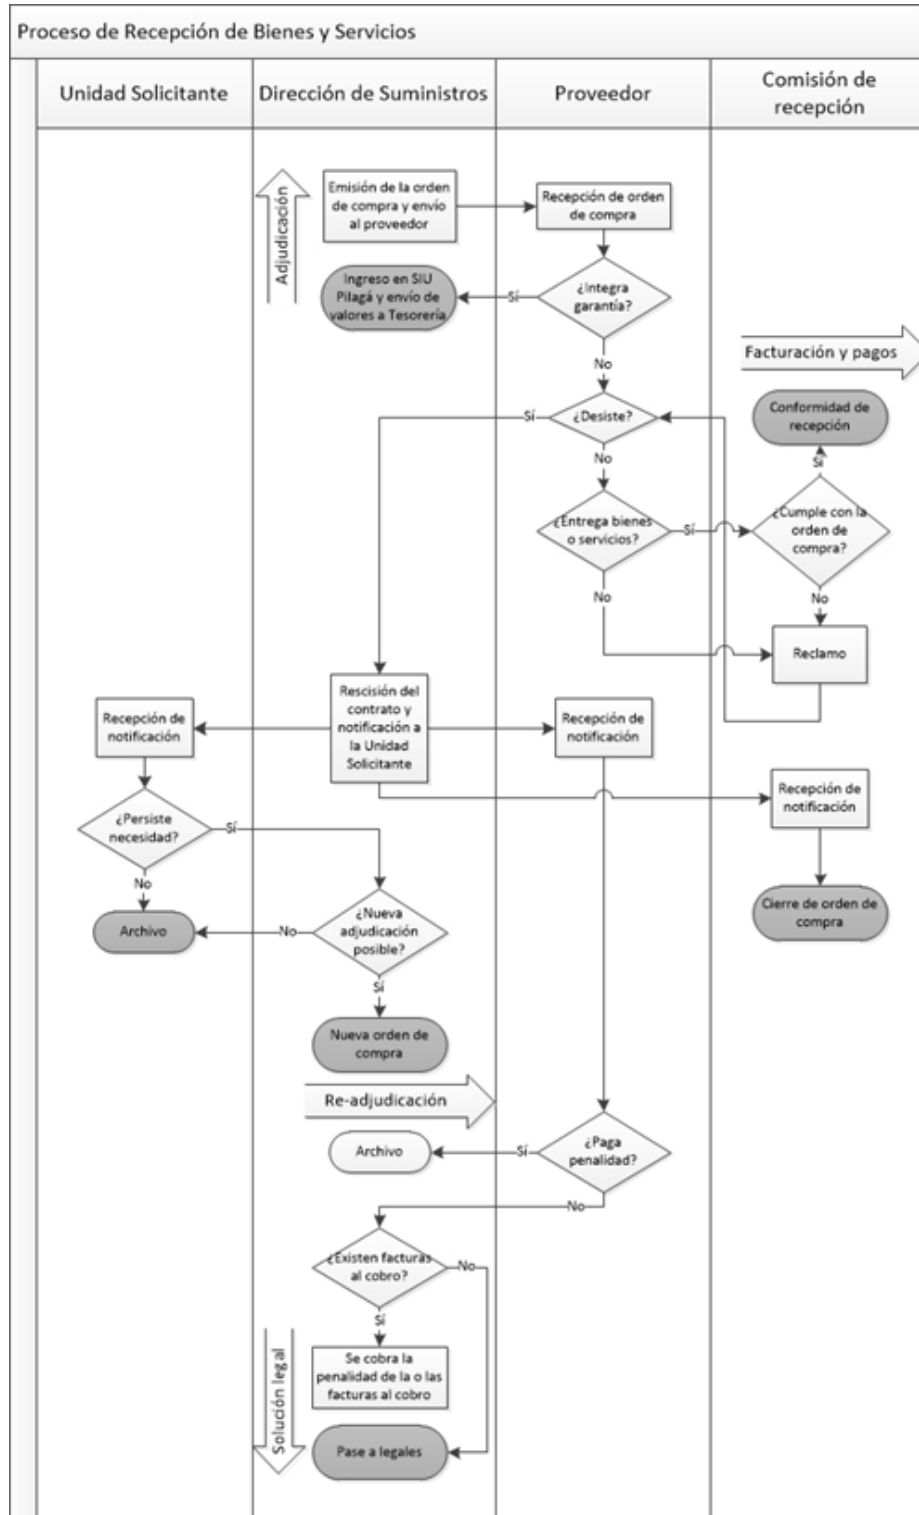 Proceso de Recepción de Bienes y Servicios
Unidad Solicitante
Dirección de Suministros
Proveedor
Comisión de
recepción
Adjudicación
Emisión de la orden
de compra y envío
al proveedor
Recepción de orden
de compra
Ingreso en SIU
Pilagá y envío de
valores a Tesorería
Sí
¿Integra
garantía?
No
Facturación y pagos
Sí
¿Desiste?
Conformidad de
recepción
No
Sí
¿Entrega bienes
o servicios?
Sí
¿Cumple con la
orden de
compra?
No
No
Reclamo
Rescisión del
contrato y
notificación a
la Unidad
Solicitante
Recepción de
notificación
Recepción de
notificación
Recepción de
notificación
¿Persiste
necesidad?
Sí
No
Archivo
No
¿Nueva
adjudicación
posible?
Cierre de orden de
compra
Sí
Nueva orden de
compra
Re-adjudicación
Archivo
Sí
¿Paga
penalidad?
No
¿Existen facturas
al cobro?
No
Sí
Solución legal
Se cobra la
penalidad de la o las
facturas al cobro
Pase a legales